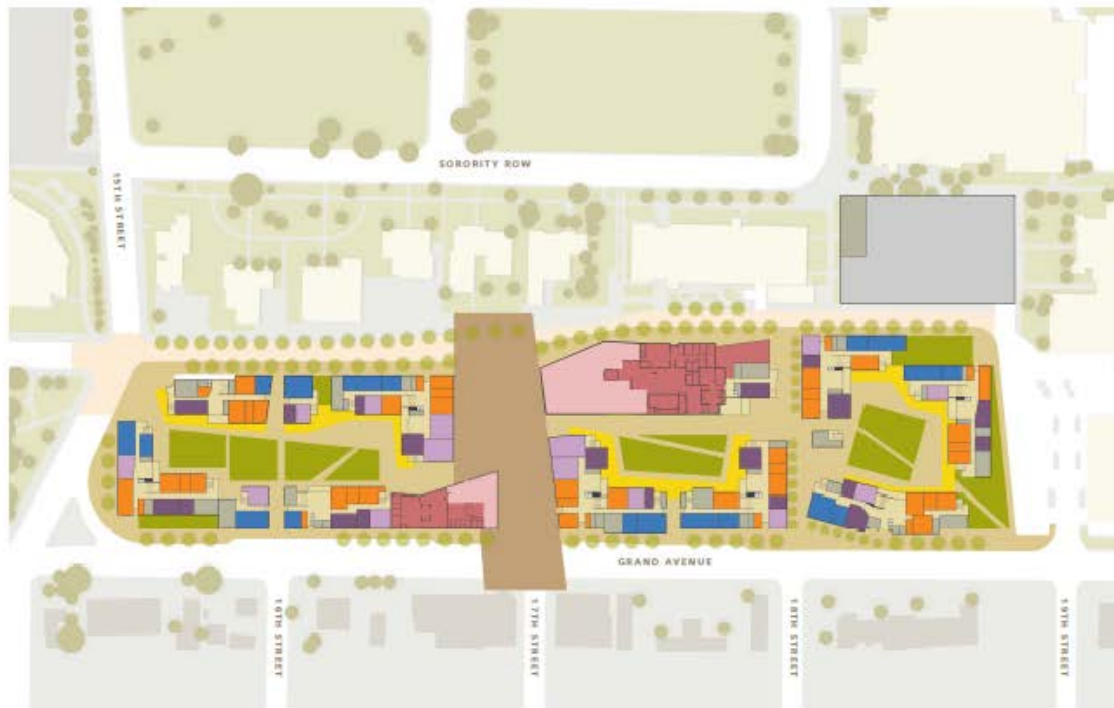 SORORITY ROW
15TH STREET
GRAND AVENUE
16TH STREET
17TH STREET
18TH STREET
19TH STREET